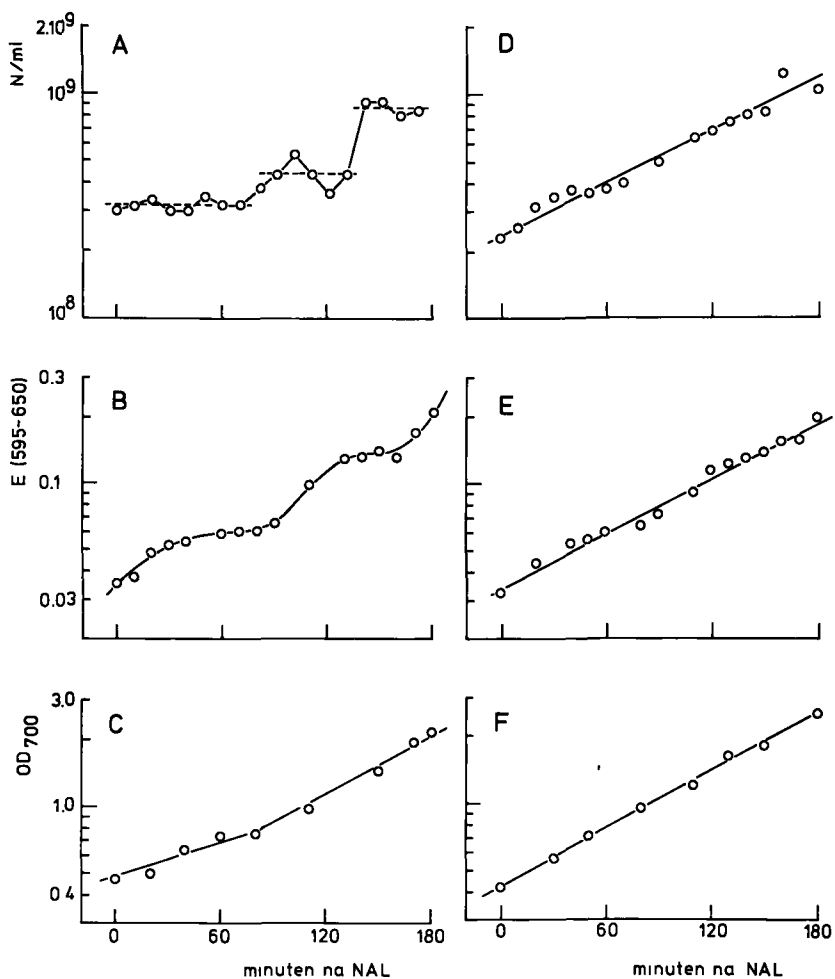 A
N/ml
2.10⁹
10⁹
10⁸
D
B
E (595-650)
0.3
0.1
0.03
E
C
OD₇₀₀
3.0
1.0
0.4
0 60 120 180
minuten na NAL
F
0 60 120 180
minuten na NAL